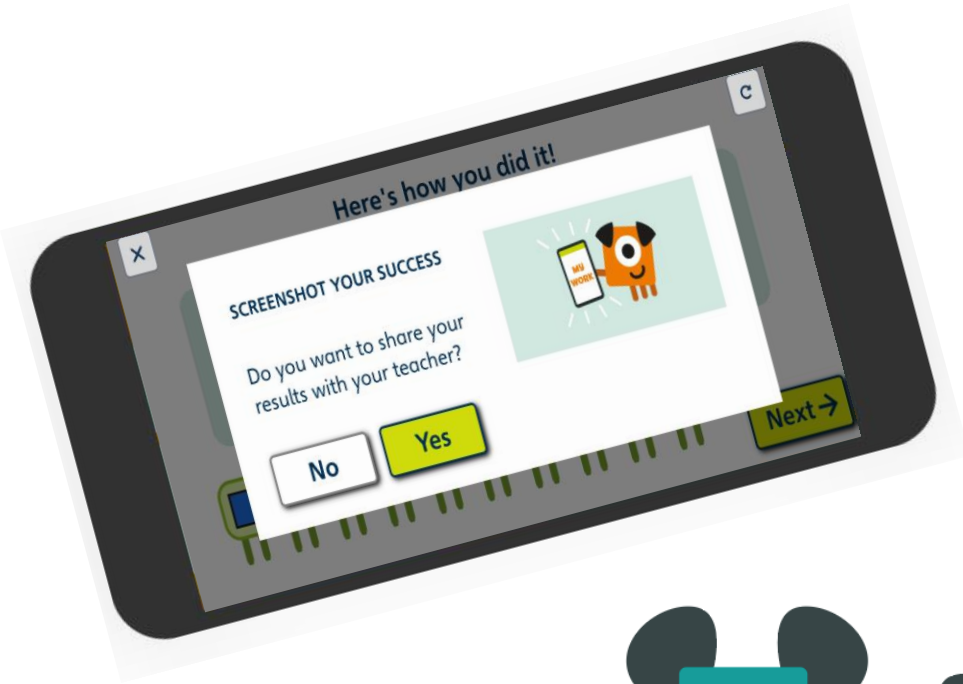 Here's how you did it!
SCREENSHOT YOUR SUCCESS
Do you want to share your
results with your teacher?
MY
WORK
No
Yes
Next